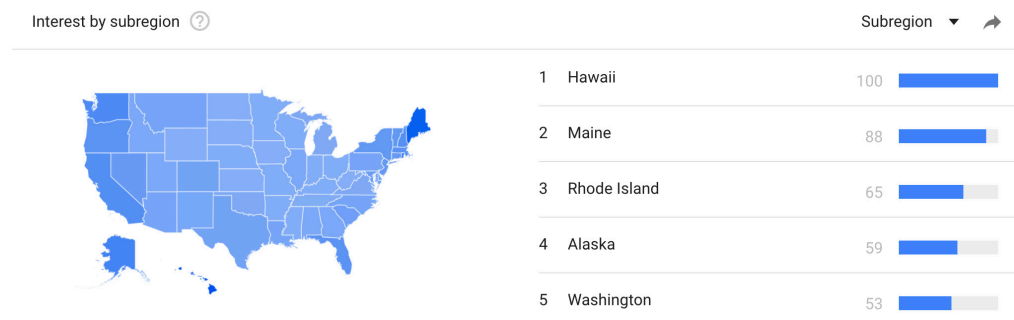 Interest by subregion ?
Subregion
1 Hawaii 100
2 Maine 88
3 Rhode Island 65
4 Alaska 59
5 Washington 53